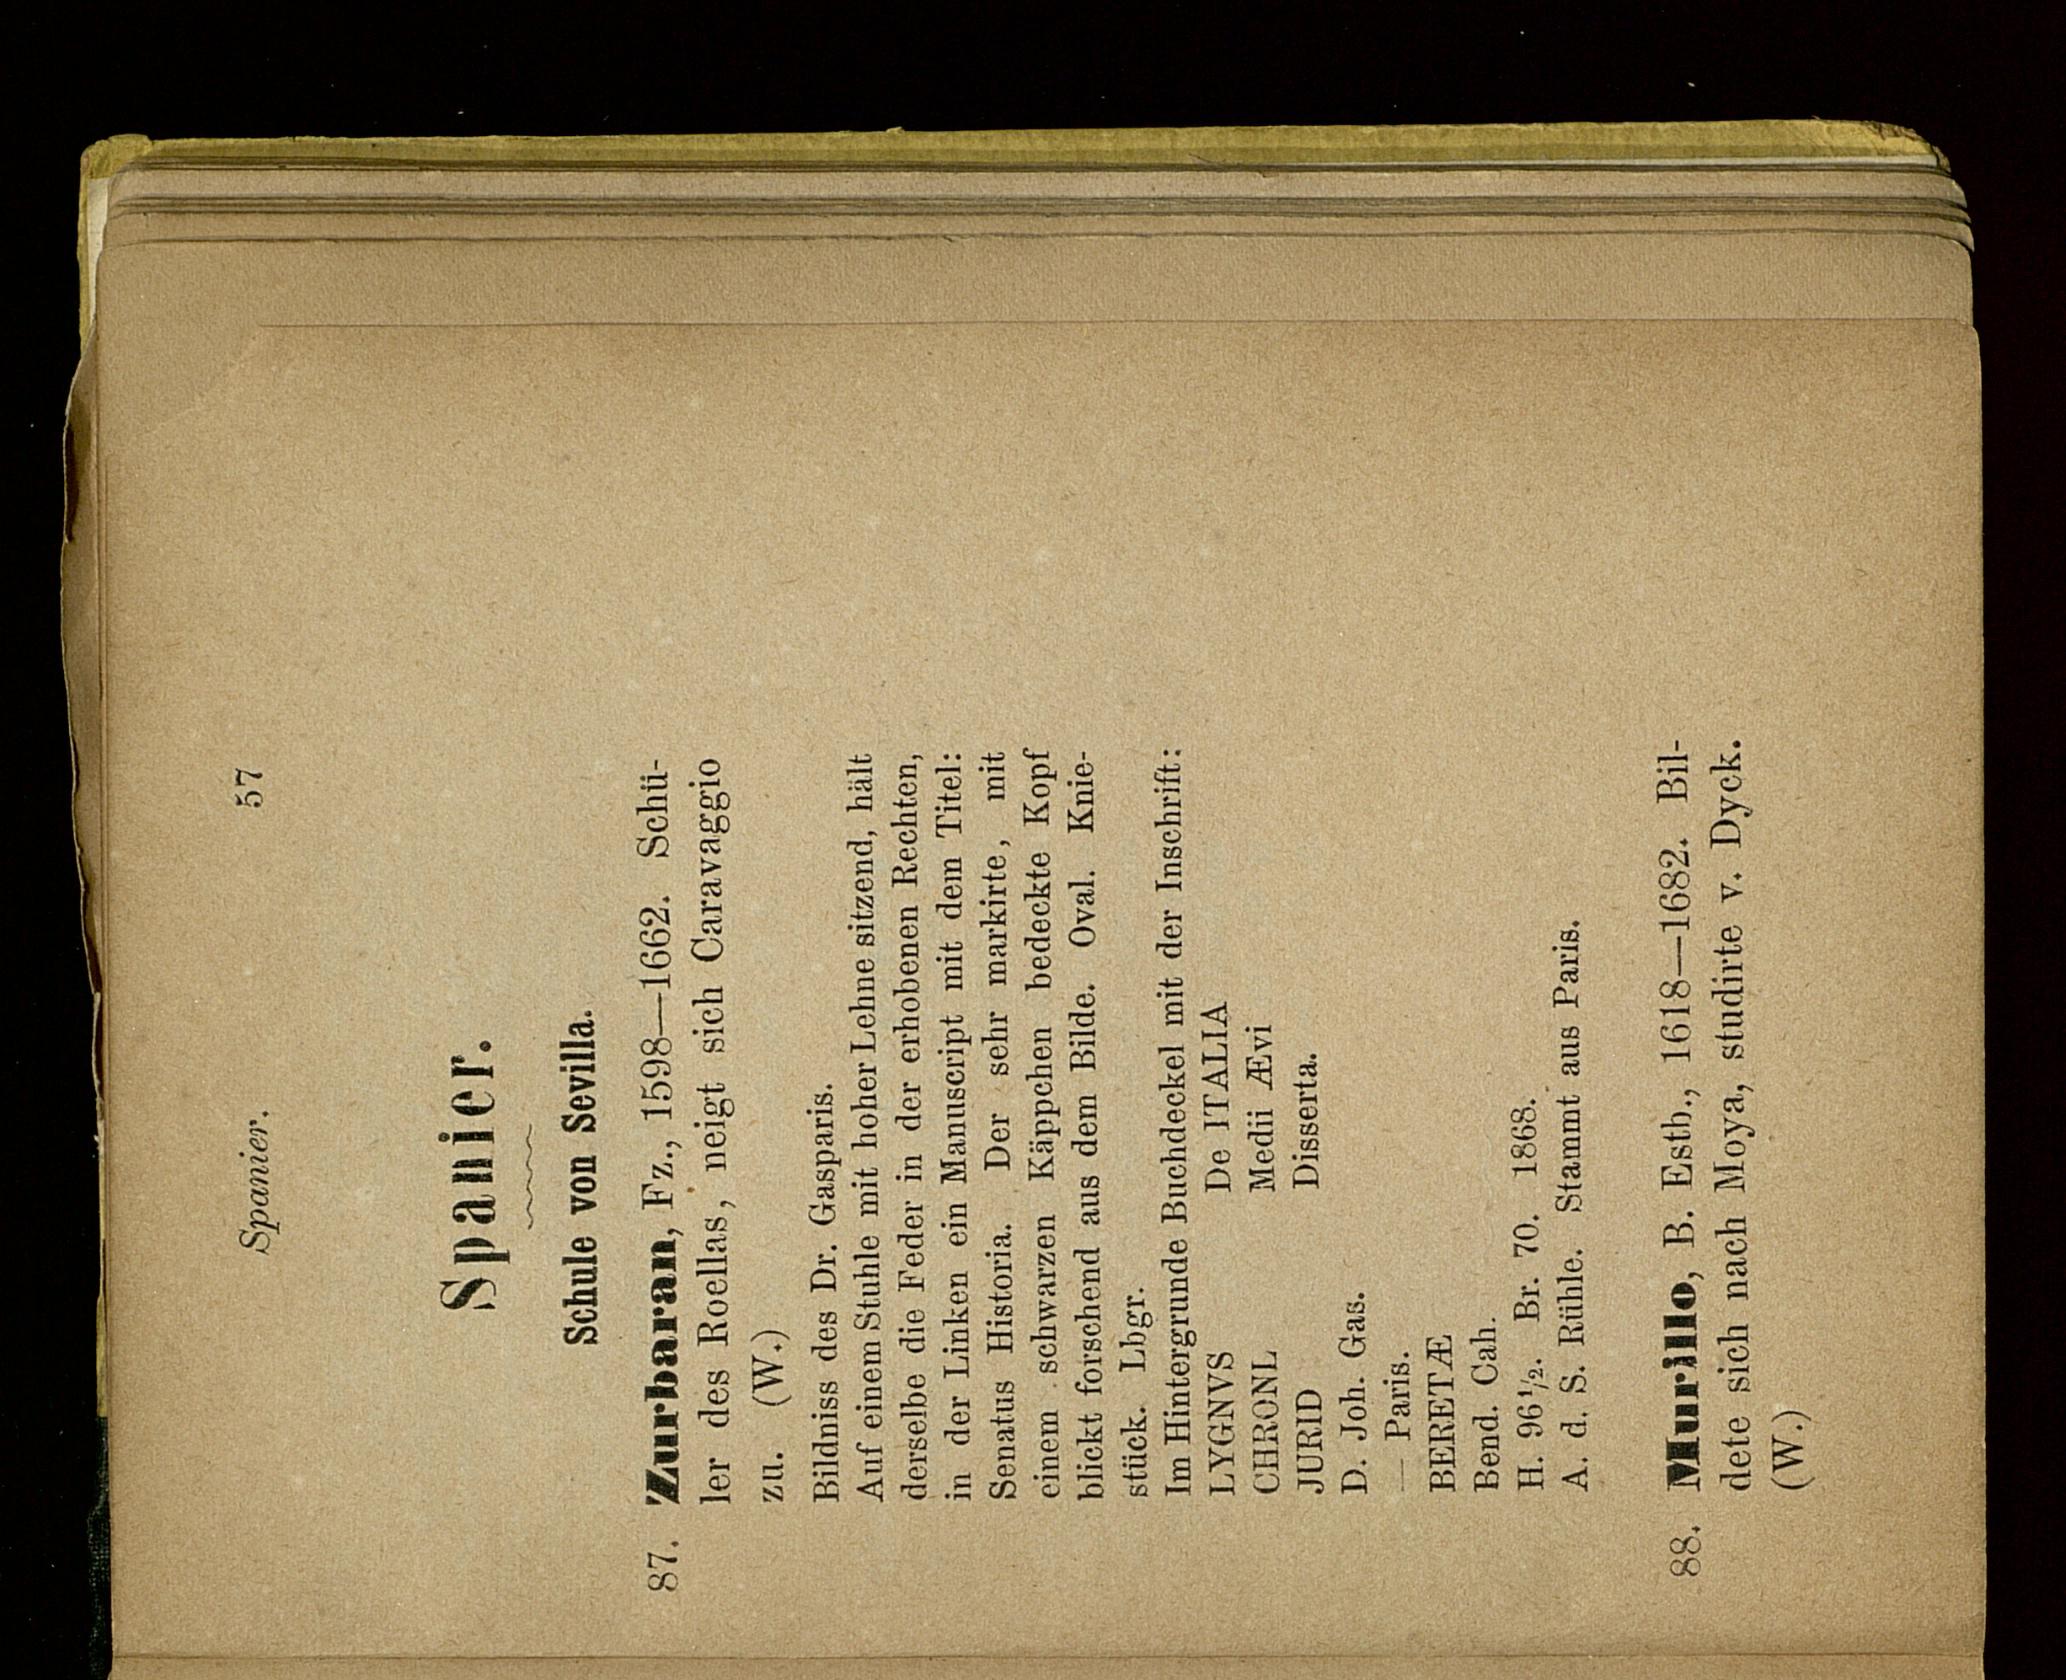 Spanier. 57
Spanier.
Schule von Sevilla.
87. Zurbaran, Fz., 1598—1662. Schü-
ler des Roellas, neigt sich Caravaggio
zu. (W.)
Bildniss des Dr. Gasparis.
Auf einem Stuhle mit hoher Lehne sitzend, hält
derselbe die Feder in der erhobenen Rechten,
in der Linken ein Manuscript mit dem Titel:
Senatus Historia. Der sehr markirte, mit
einem schwarzen Käppchen bedeckte Kopf
blickt forschend aus dem Bilde. Oval. Knie-
stück. Lbgr.
Im Hintergrunde Buchdeckel mit der Inschrift:
LYGNVS De ITALIA
CHRONL Medii Ævi
JURID Disserta.
D. Joh. Gas.
— Paris.
BERETÆ
Bend. Cah.
H. 96½. Br. 70. 1868.
A. d. S. Rühle. Stammt aus Paris.
88. Murillo, B. Estb., 1618—1682. Bil-
dete sich nach Moya, studirte v. Dyck.
(W.)